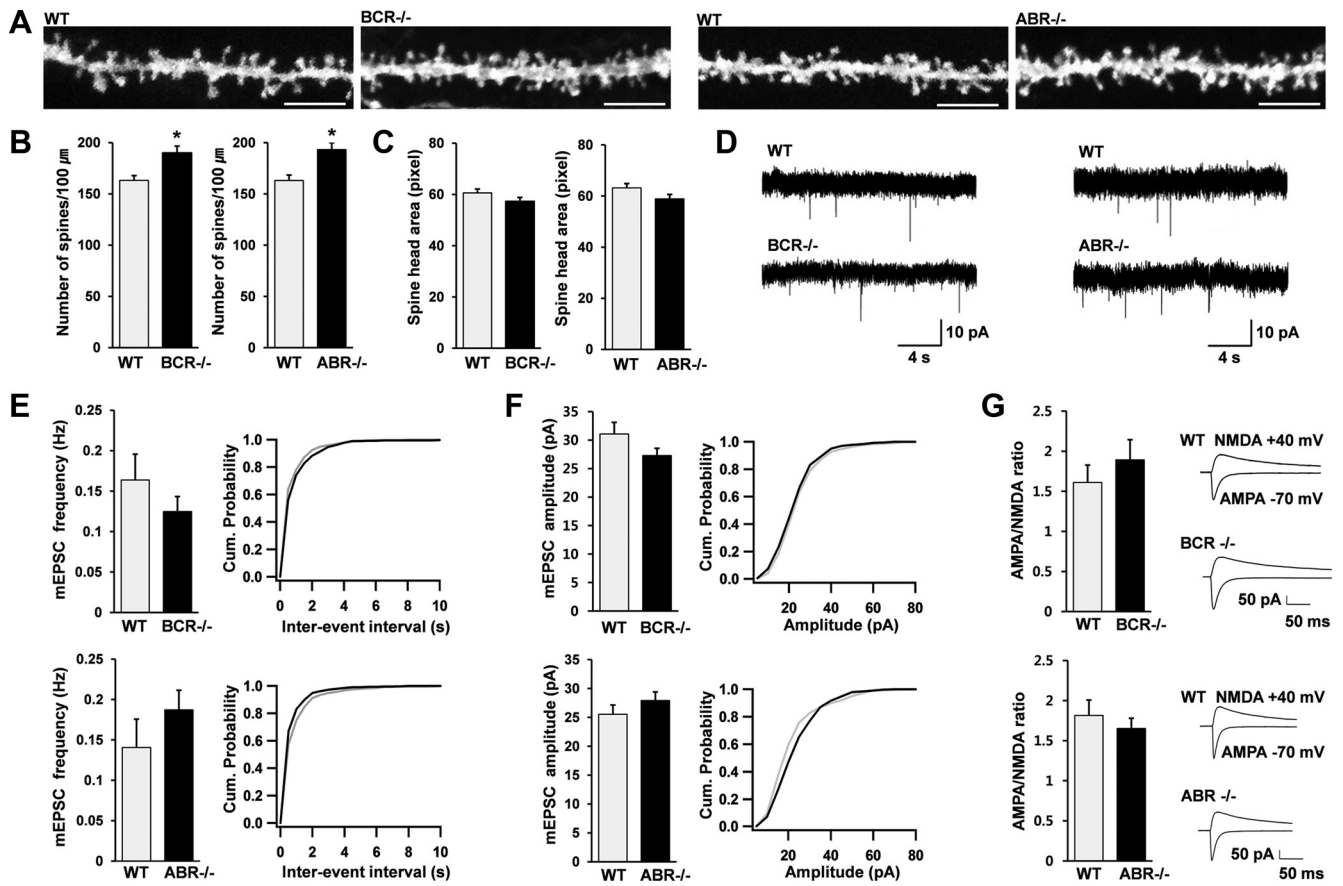 A
WT
BCR-/-
WT
ABR-/-
B
Number of spines/100 ㎛
200
150
100
50
0
WT BCR-/-
*
Number of spines/100 ㎛
200
150
100
50
0
WT ABR-/-
*
C
Spine head area (pixel)
80
60
40
20
0
WT BCR-/-
Spine head area (pixel)
80
60
40
20
0
WT ABR-/-
D
WT
BCR-/-
10 pA
4 s
WT
ABR-/-
10 pA
4 s
E
mEPSC frequency (Hz)
0.25
0.2
0.15
0.1
0.05
0
WT BCR-/-
Cum. Probability
1.0
0.8
0.6
0.4
0.2
0.0
0 2 4 6 8 10
Inter-event interval (s)
mEPSC frequency (Hz)
0.25
0.2
0.15
0.1
0.05
0
WT ABR-/-
Cum. Probability
1.0
0.8
0.6
0.4
0.2
0.0
0 2 4 6 8 10
Inter-event interval (s)
F
mEPSC amplitude (pA)
35
30
25
20
15
10
5
0
WT BCR-/-
Cum. Probability
1.0
0.8
0.6
0.4
0.2
0.0
20 40 60 80
Amplitude (pA)
mEPSC amplitude (pA)
35
30
25
20
15
10
5
0
WT ABR-/-
Cum. Probability
1.0
0.8
0.6
0.4
0.2
0.0
20 40 60 80
Amplitude (pA)
G
AMPA/NMDA ratio
2.5
2
1.5
1
0.5
0
WT BCR-/-
WT NMDA +40 mV
AMPA -70 mV
BCR -/-
50 pA
50 ms
AMPA/NMDA ratio
2.5
2
1.5
1
0.5
0
WT ABR-/-
WT NMDA +40 mV
AMPA -70 mV
ABR -/-
50 pA
50 ms